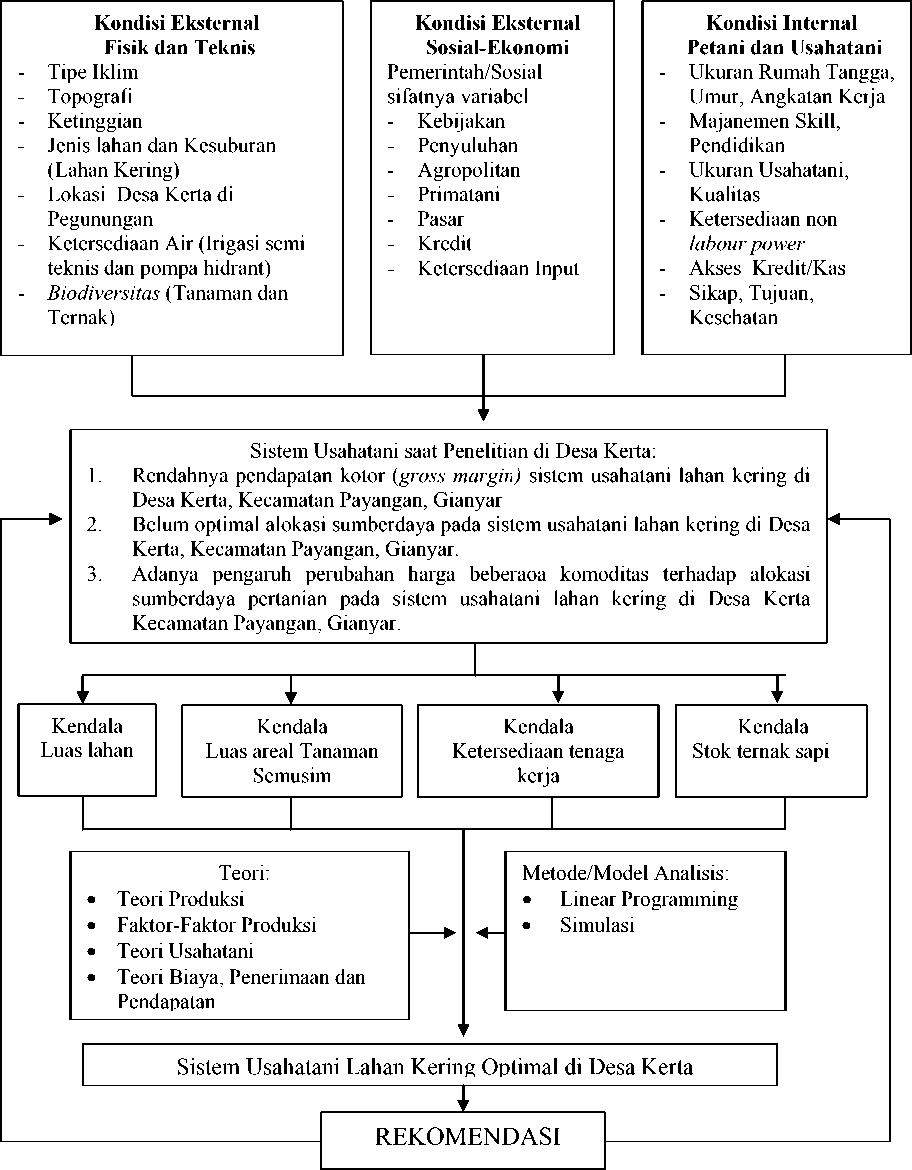 Kondisi Eksternal
Fisik dan Teknis
- Tipe Iklim
- Topografi
- Ketinggian
- Jenis lahan dan Kesuburan
(Lahan Kering)
- Lokasi Desa Kerta di
Pegunungan
- Ketersediaan Air (Irigasi semi
teknis dan pompa hidrant)
- Biodiversitas (Tanaman dan
Ternak)
Kondisi Eksternal
Sosial-Ekonomi
Pemerintah/Sosial
sifatnya variabel
- Kebijakan
- Penyuluhan
- Agropolitan
- Primatani
- Pasar
- Kredit
- Ketersediaan Input
Kondisi Internal
Petani dan Usahatani
- Ukuran Rumah Tangga,
Umur, Angkatan Kerja
- Majanemen Skill,
Pendidikan
- Ukuran Usahatani,
Kualitas
- Ketersediaan non
labour power
- Akses Kredit/Kas
- Sikap, Tujuan,
Kesehatan
Sistem Usahatani saat Penelitian di Desa Kerta:
1. Rendahnya pendapatan kotor (gross margin) sistem usahatani lahan kering di
Desa Kerta, Kecamatan Payangan, Gianyar
2. Belum optimal alokasi sumberdaya pada sistem usahatani lahan kering di Desa
Kerta, Kecamatan Payangan, Gianyar.
3. Adanya pengaruh perubahan harga beberaoa komoditas terhadap alokasi
sumberdaya pertanian pada sistem usahatani lahan kering di Desa Kerta
Kecamatan Payangan, Gianyar.
Kendala
Luas lahan
Kendala
Luas areal Tanaman
Semusim
Kendala
Ketersediaan tenaga
kerja
Kendala
Stok ternak sapi
Teori:
• Teori Produksi
• Faktor-Faktor Produksi
• Teori Usahatani
• Teori Biaya, Penerimaan dan
Pendapatan
Metode/Model Analisis:
• Linear Programming
• Simulasi
Sistem Usahatani Lahan Kering Optimal di Desa Kerta
REKOMENDASI